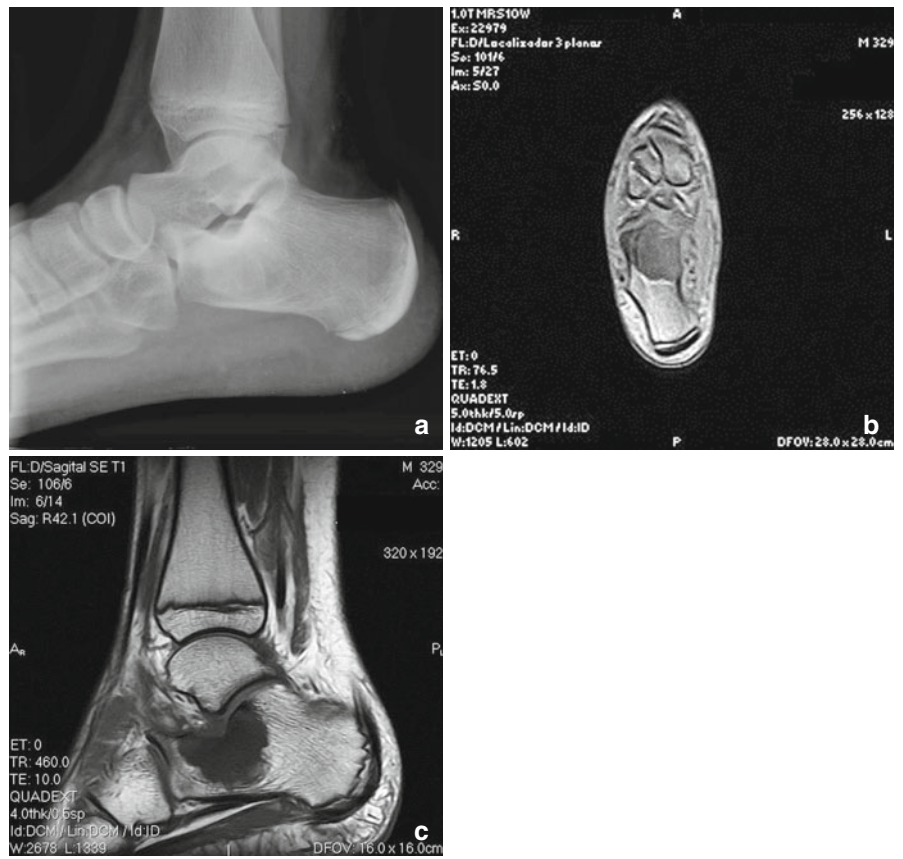 a
1.0T MRS10W
Ex: 22979
FL:D/Localizador 3 planar
Se: 101/6
Im: 5/27
Ax: S0.0
A
M 329
256 x 128
R
L
ET: 0
TR: 76.5
TE: 1.8
QUADEXT
5.0thk/5.0sp
Id:DCM / Lin:DCM / Id:ID
W:1205 L:602
P
b
DFOV: 28.0 x 28.0cm
FL:D/Sagital SE T1
Se: 106/6
Im: 6/14
Sag: R42.1 (COI)
M 329
Acc:
320 x 192
ET: 0
TR: 460.0
TE: 10.0
QUADEXT
4.0thk/0.6sp
Id:DCM / Lin:DCM / Id:ID
W:2678 L:1339
I
c
DFOV: 16.0 x 16.0cm